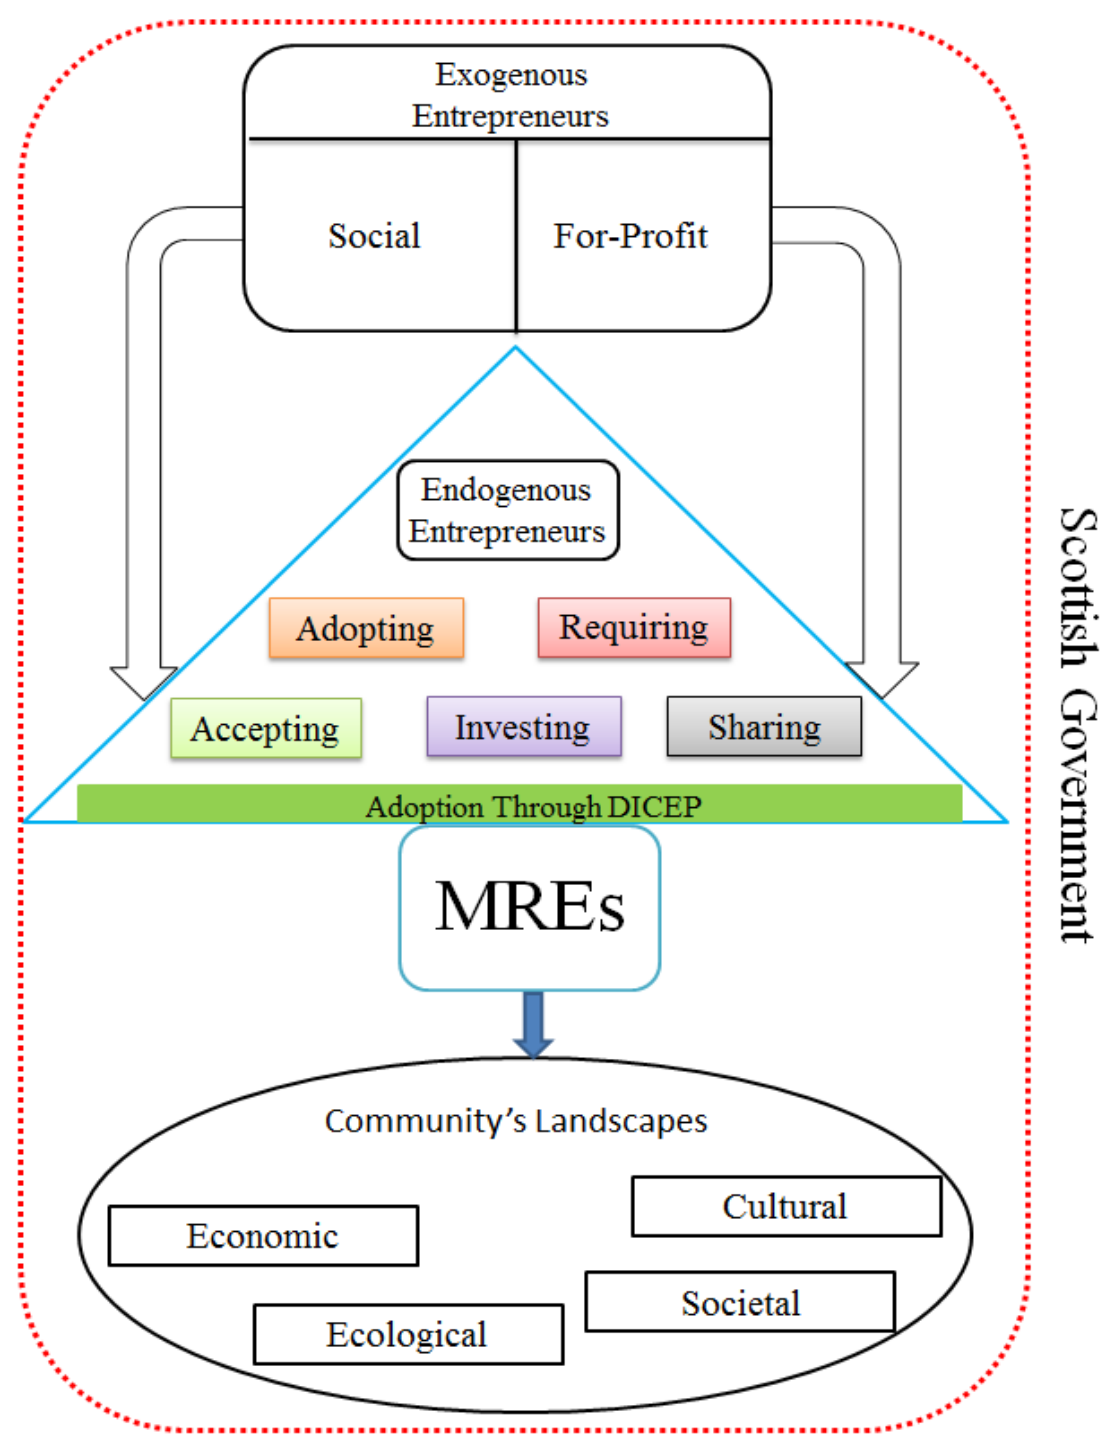 Exogenous
Entrepreneurs
Social
For-Profit
Endogenous
Entrepreneurs
Adopting
Requiring
Accepting
Investing
Sharing
Adoption Through DICEP
MREs
Community’s Landscapes
Cultural
Economic
Societal
Ecological
Scottish Government